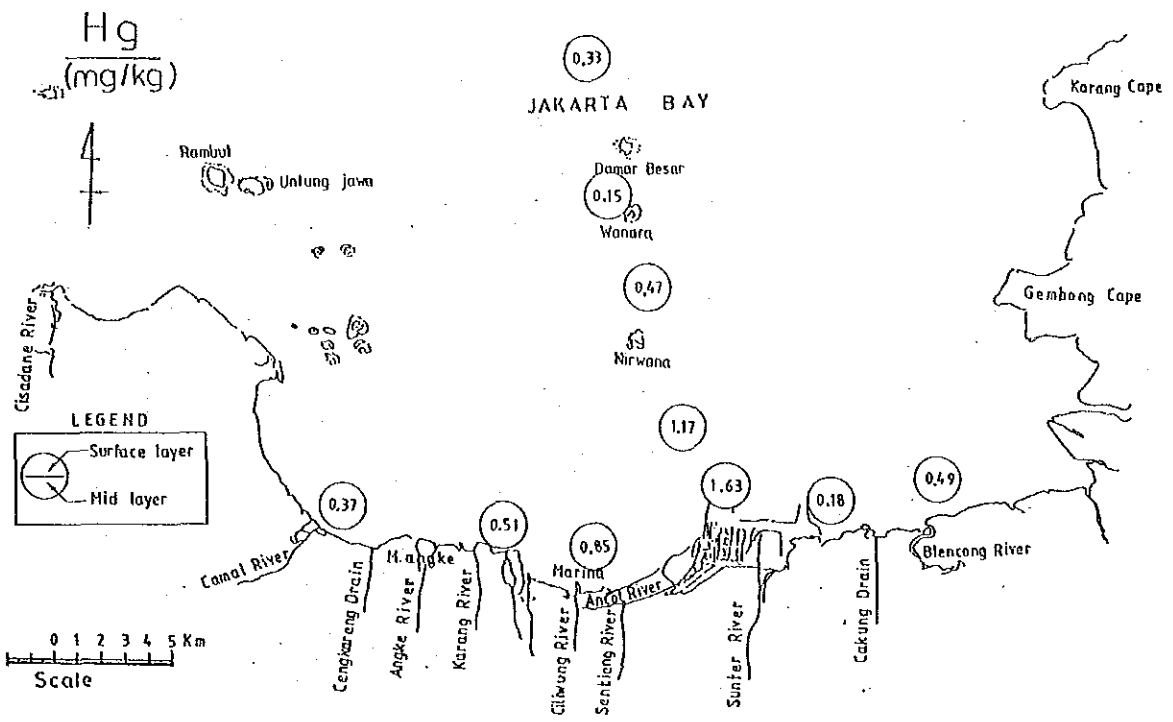 Hg
(mg/kg)
0,33
JAKARTA BAY
Karang Cape
Rambut
Untung jawa
Damar Besar
0.15
Wanara
0,47
Gembong Cape
Nirwana
Cisadane River
LEGEND
Surface layer
Mid layer
1.17
1.63
0,37
0.51
0,85
0.18
0,49
Camal River
M.angke
Marina
Ancol River
Blencong River
Cengkareng Drain
Angke River
Karang River
Ciliwung River
Sentiang River
Sunter River
Cakung Drain
0 1 2 3 4 5 Km
Scale